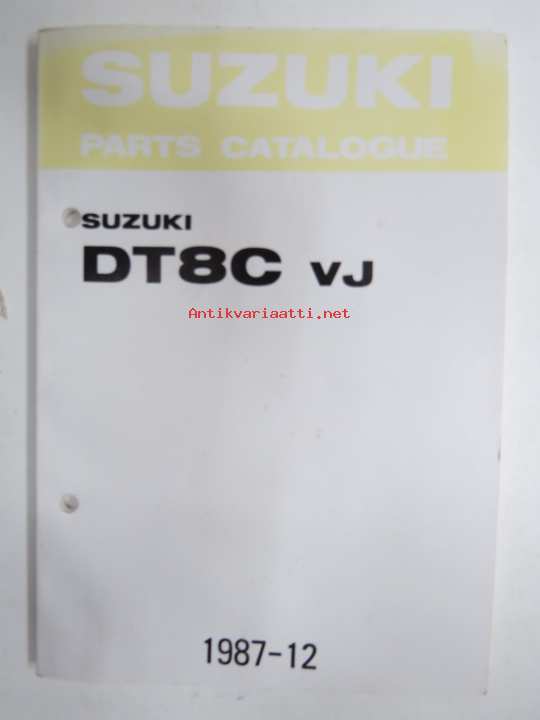 SUZUKI
PARTS CATALOGUE
SUZUKI
DT8C VJ
Antikvariaatti.net
1987-12